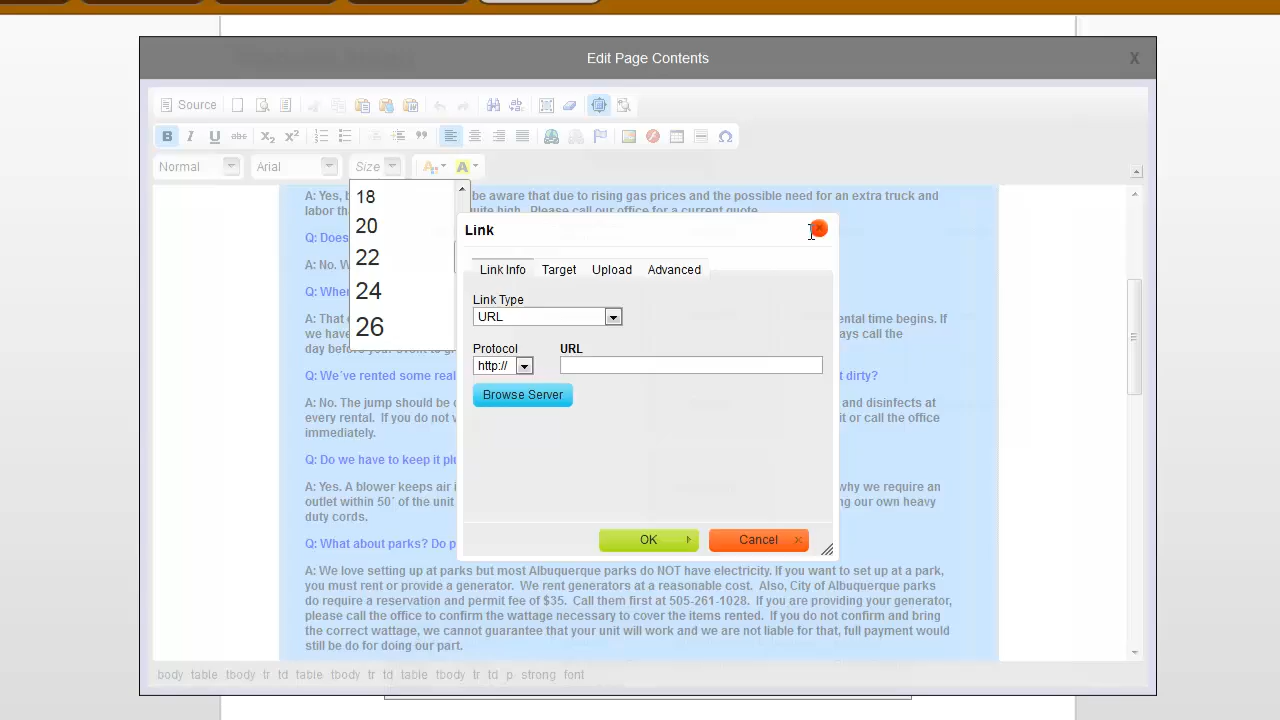 Edit Page Contents
X
Source
B I U abc X2 X²
Normal Arial Size A A
18
20
22
24
26
A: Yes, b
be aware that due to rising gas prices and the possible need for an extra truck and
labor th
quite high. Please call our office for a current quote.
Q: Does
A: No. W
Q: When
A: That
ental time begins. If
we have
ays call the
day before your event to
Q: We´ve rented some real
t dirty?
A: No. The jump should be
and disinfects at
every rental. If you do not
it or call the office
immediately.
Q: Do we have to keep it plu
A: Yes. A blower keeps air i
why we require an
outlet within 50´ of the unit
ng our own heavy
duty cords.
Q: What about parks? Do
A: We love setting up at parks but most Albuquerque parks do NOT have electricity. If you want to set up at a park,
you must rent or provide a generator. We rent generators at a reasonable cost. Also, City of Albuquerque parks
do require a reservation and permit fee of $35. Call them first at 505-261-1028. If you are providing your generator,
please call the office to confirm the wattage necessary to cover the items rented. If you do not confirm and bring
the correct wattage, we cannot guarantee that your unit will work and we are not liable for that, full payment would
still be do for doing our part.
Link
Link Info Target Upload Advanced
Link Type
URL
Protocol URL
http://
Browse Server
OK Cancel
body table tbody tr td table tbody tr td table tbody tr td p strong font